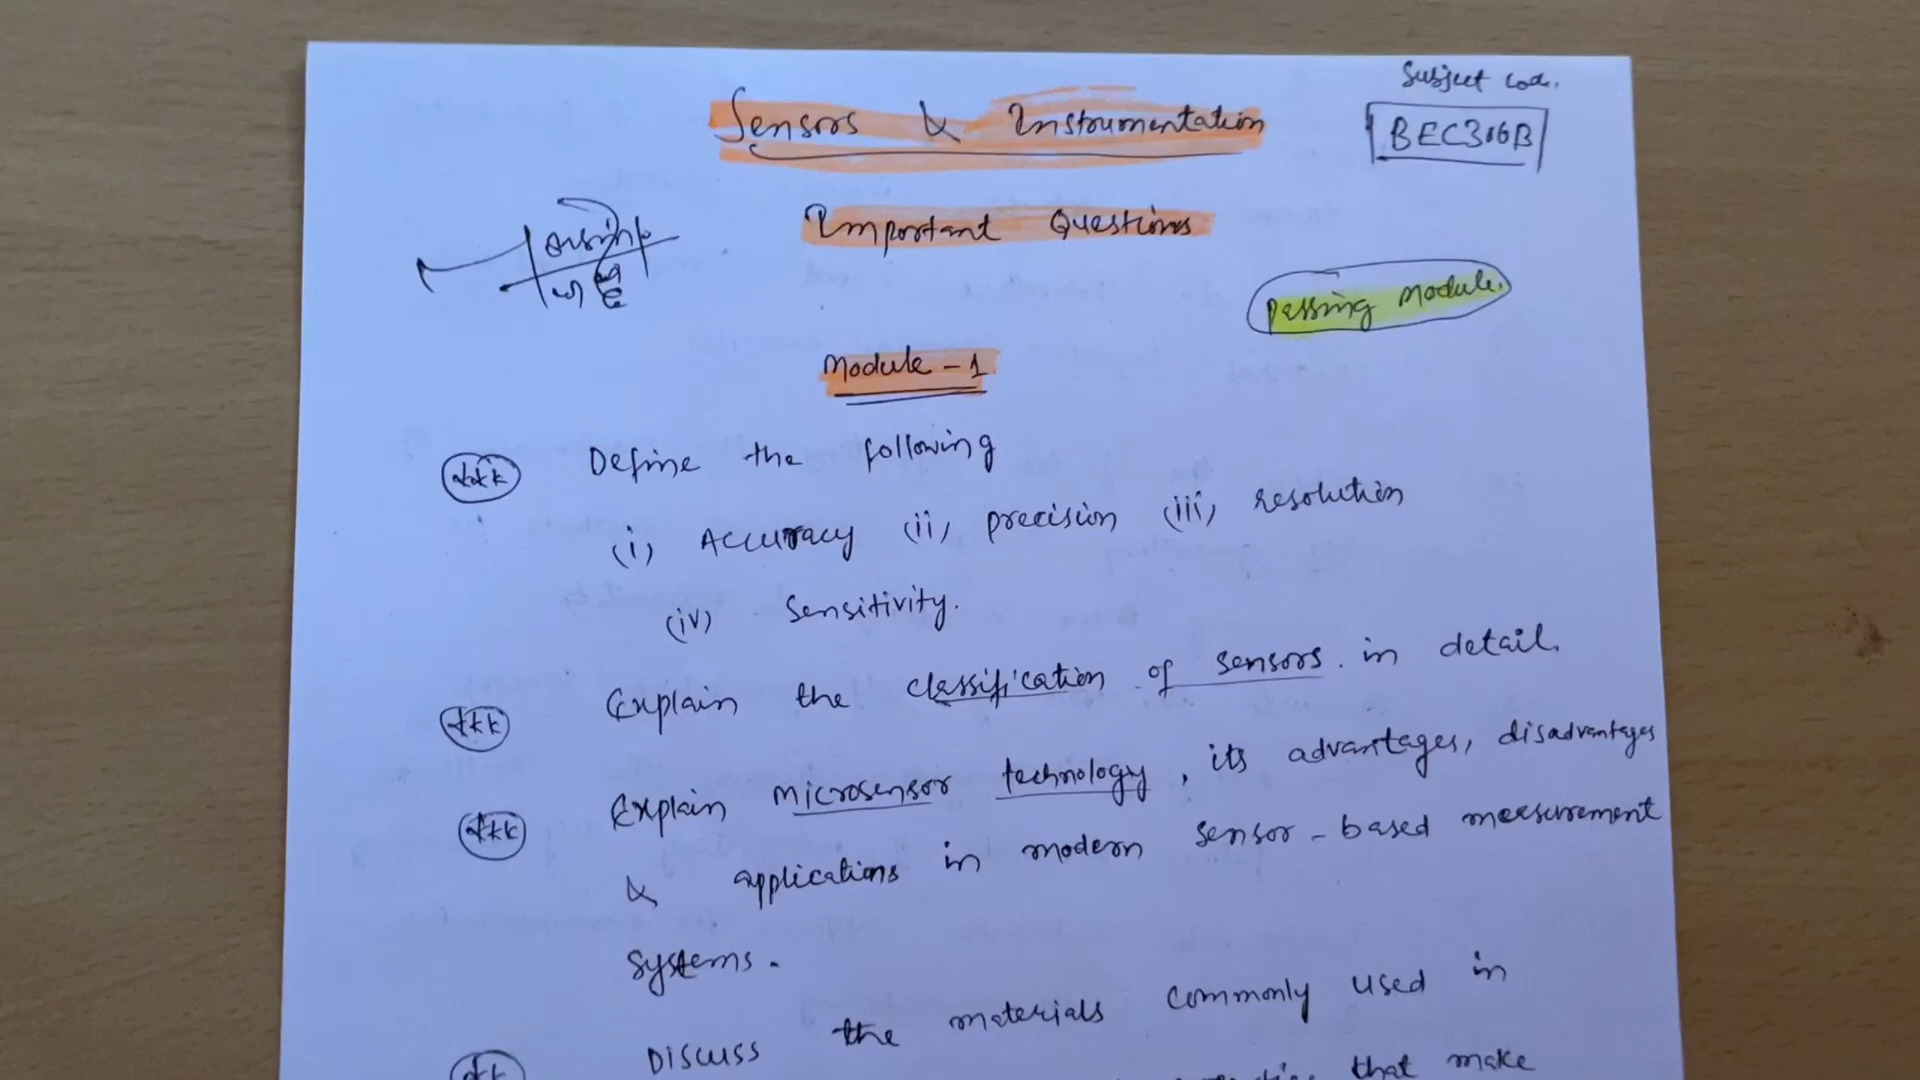 Subject Code.
Sensors & Instrumentation
BEC306B
Important Questions
Passing Module.
Module - 1
Define the following
(i) Accuracy (ii) precision (iii) resolution
(iv) Sensitivity.
Explain the classification of sensors. in detail.
Explain Microsensor technology, its advantages, disadvantages
& applications in modern sensor-based measurement
systems.
Discuss the materials commonly used in
that make